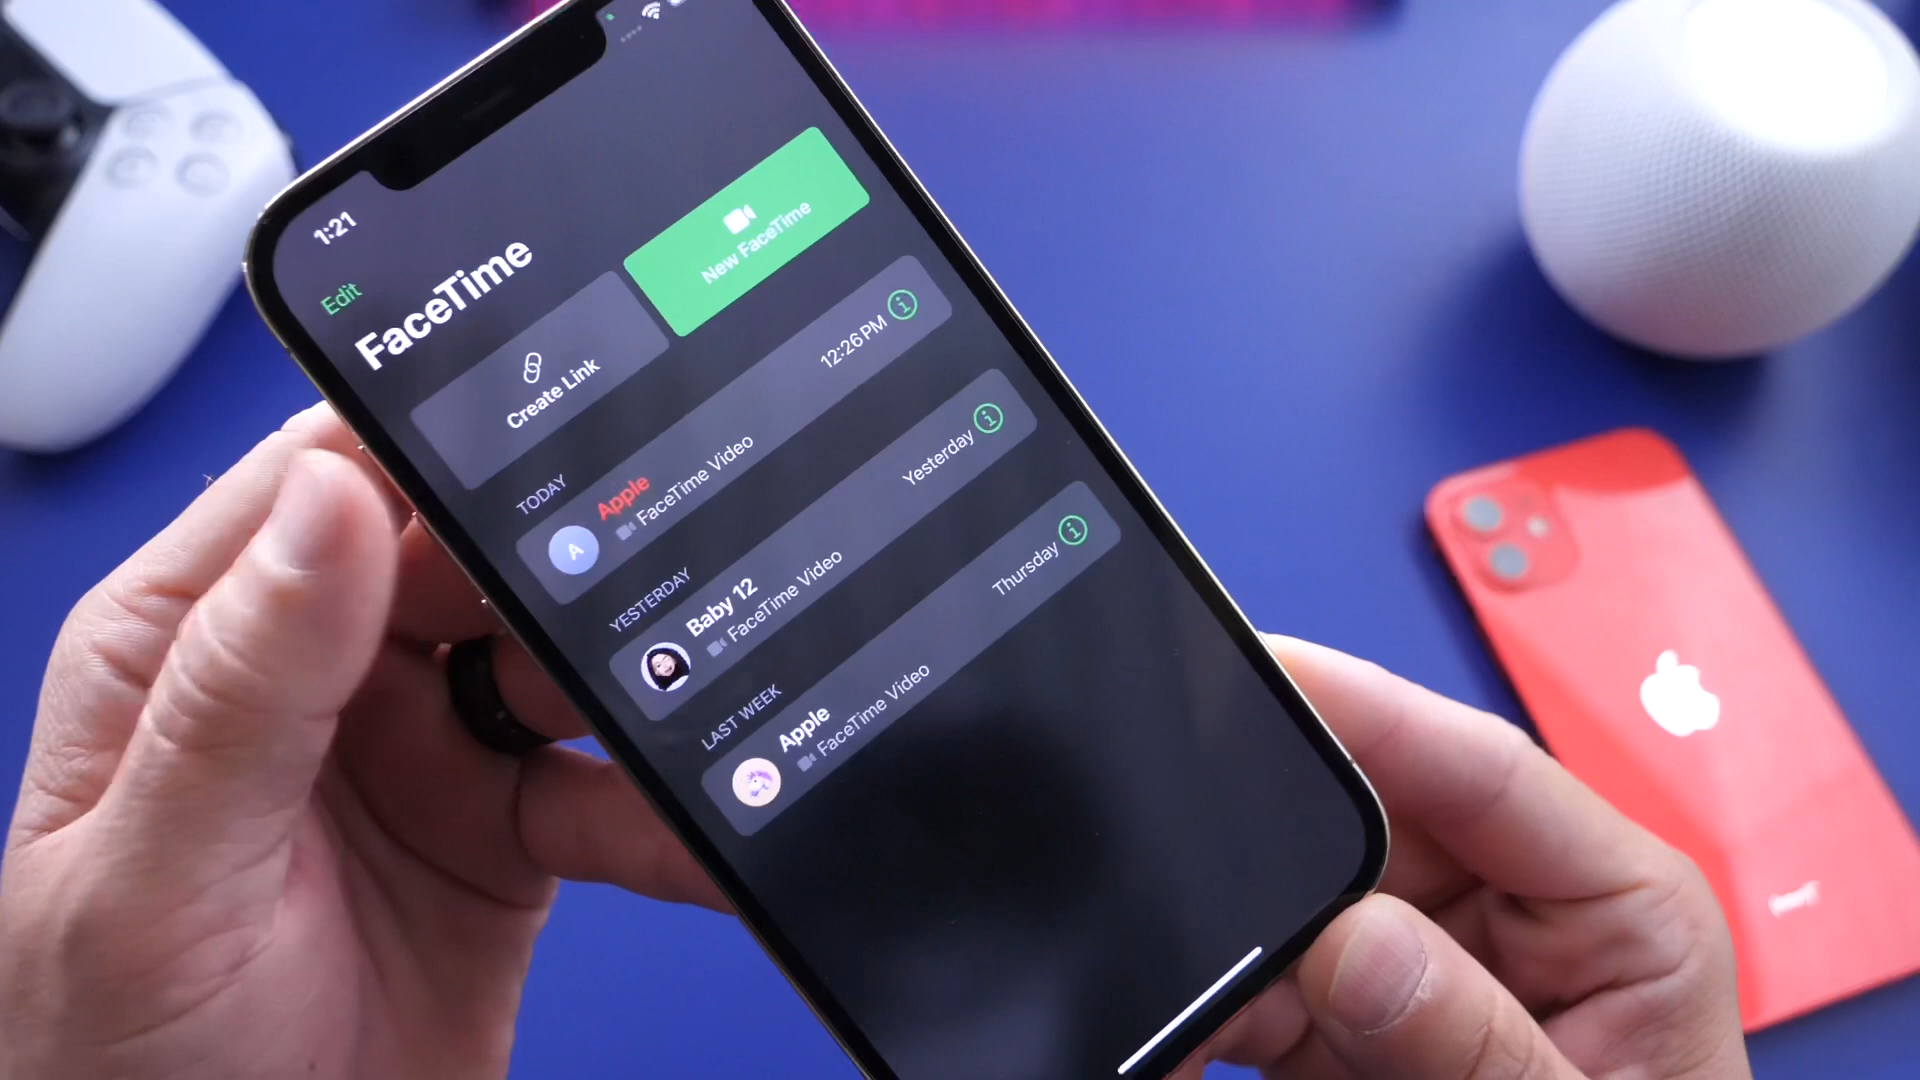 1:21
Edit
FaceTime
Create Link
New FaceTime
TODAY
A
Apple
FaceTime Video
12:26 PM
YESTERDAY
Baby 12
FaceTime Video
Yesterday
LAST WEEK
Apple
FaceTime Video
Thursday